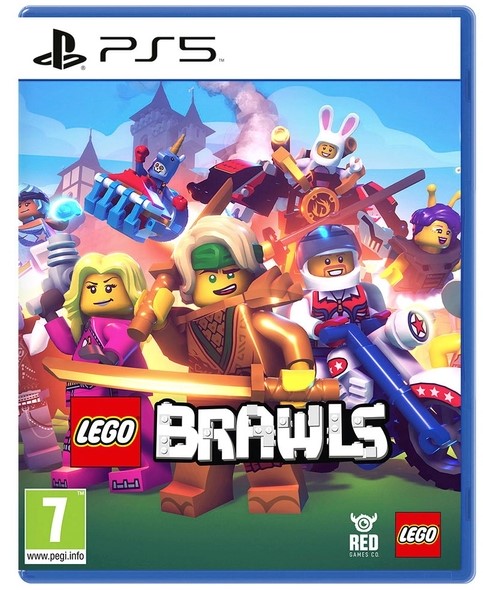 PS5
LEGO
BRAWLS
7
www.pegi.info
RED
GAMES CO.
LEGO